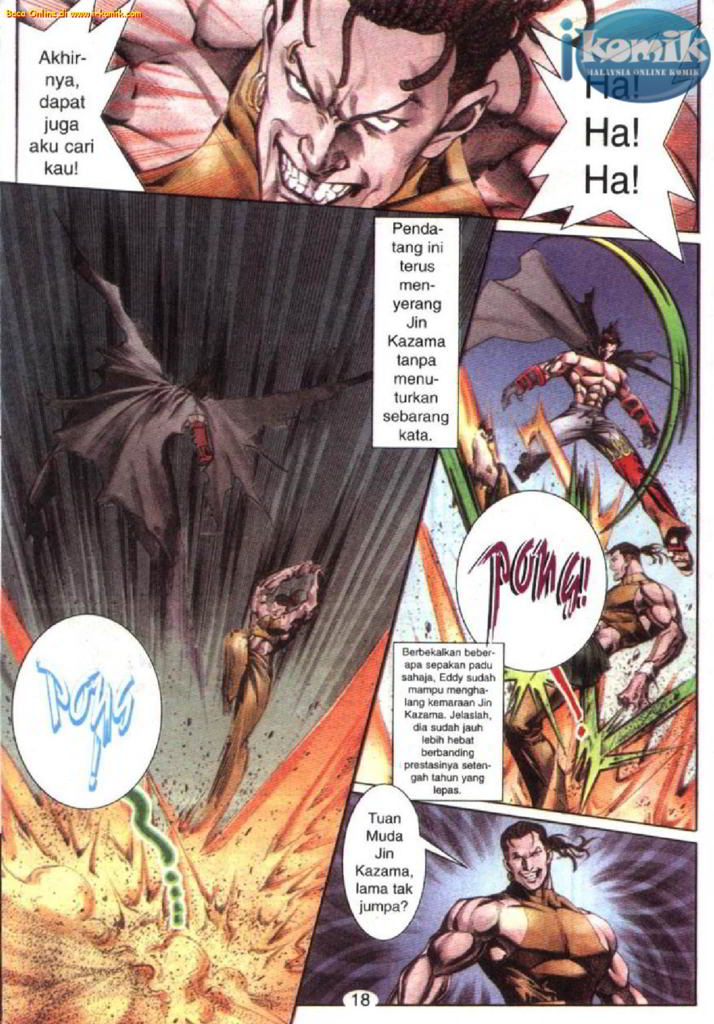 Baca Online di www.i-komik.com
ikomik
MALAYSIA ONLINE KOMIK
Akhir-
nya,
dapat
juga
aku cari
kau!
Ha!
Ha!
Ha!
Penda-
tang ini
terus
men-
yerang
Jin
Kazama
tanpa
menu-
turkan
sebarang
kata.
PONG!!
PONG
Berbekalkan beber-
apa sepakan padu
sahaja, Eddy sudah
mampu mengha-
lang kemaraan Jin
Kazama. Jelaslah,
dia sudah jauh
lebih hebat
berbanding
prestasinya seten-
gah tahun yang
lepas.
Tuan
Muda
Jin
Kazama,
lama tak
jumpa?
18